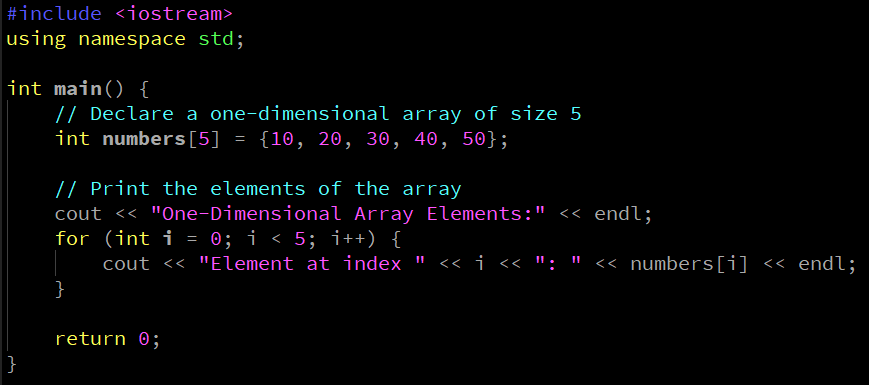 #include <iostream>
using namespace std;
int main() {
// Declare a one-dimensional array of size 5
int numbers[5] = {10, 20, 30, 40, 50};
// Print the elements of the array
cout << "One-Dimensional Array Elements:" << endl;
for (int i = 0; i < 5; i++) {
cout << "Element at index " << i << ": " << numbers[i] << endl;
}
return 0;
}